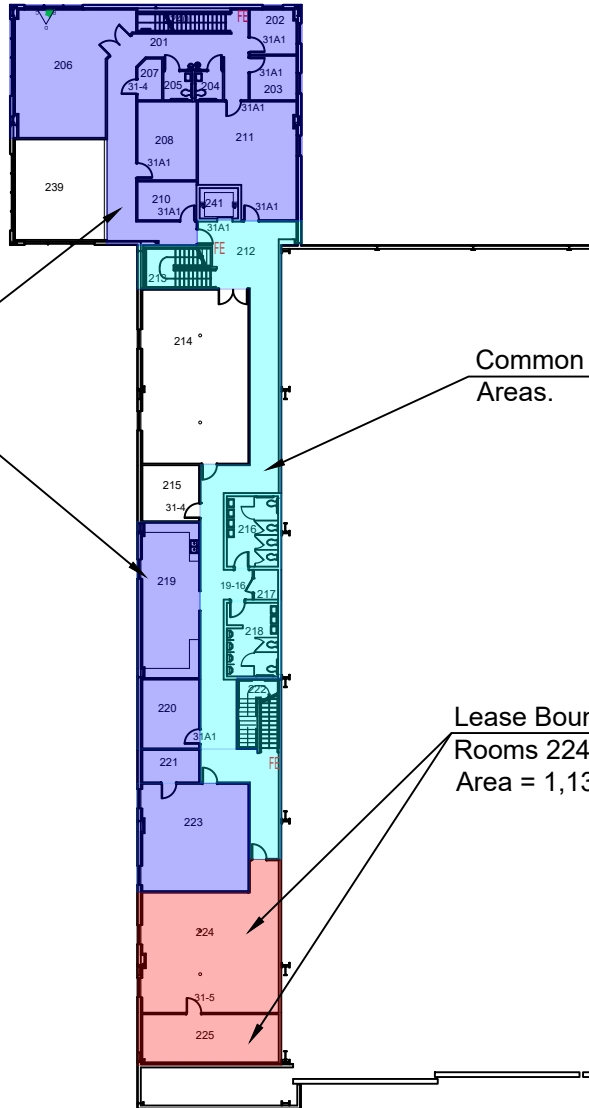 FE
202
201
31A1
206
207
31-4
205
204
31A1
203
31A1
211
208
31A1
239
210
31A1
241
31A1
31A1
FE
212
213
214
Common
Areas.
215
31-4
216
219
19-16
217
218
220
222
31A1
Lease Boun
Rooms 224
Area = 1,13
221
FE
223
224
31-5
225